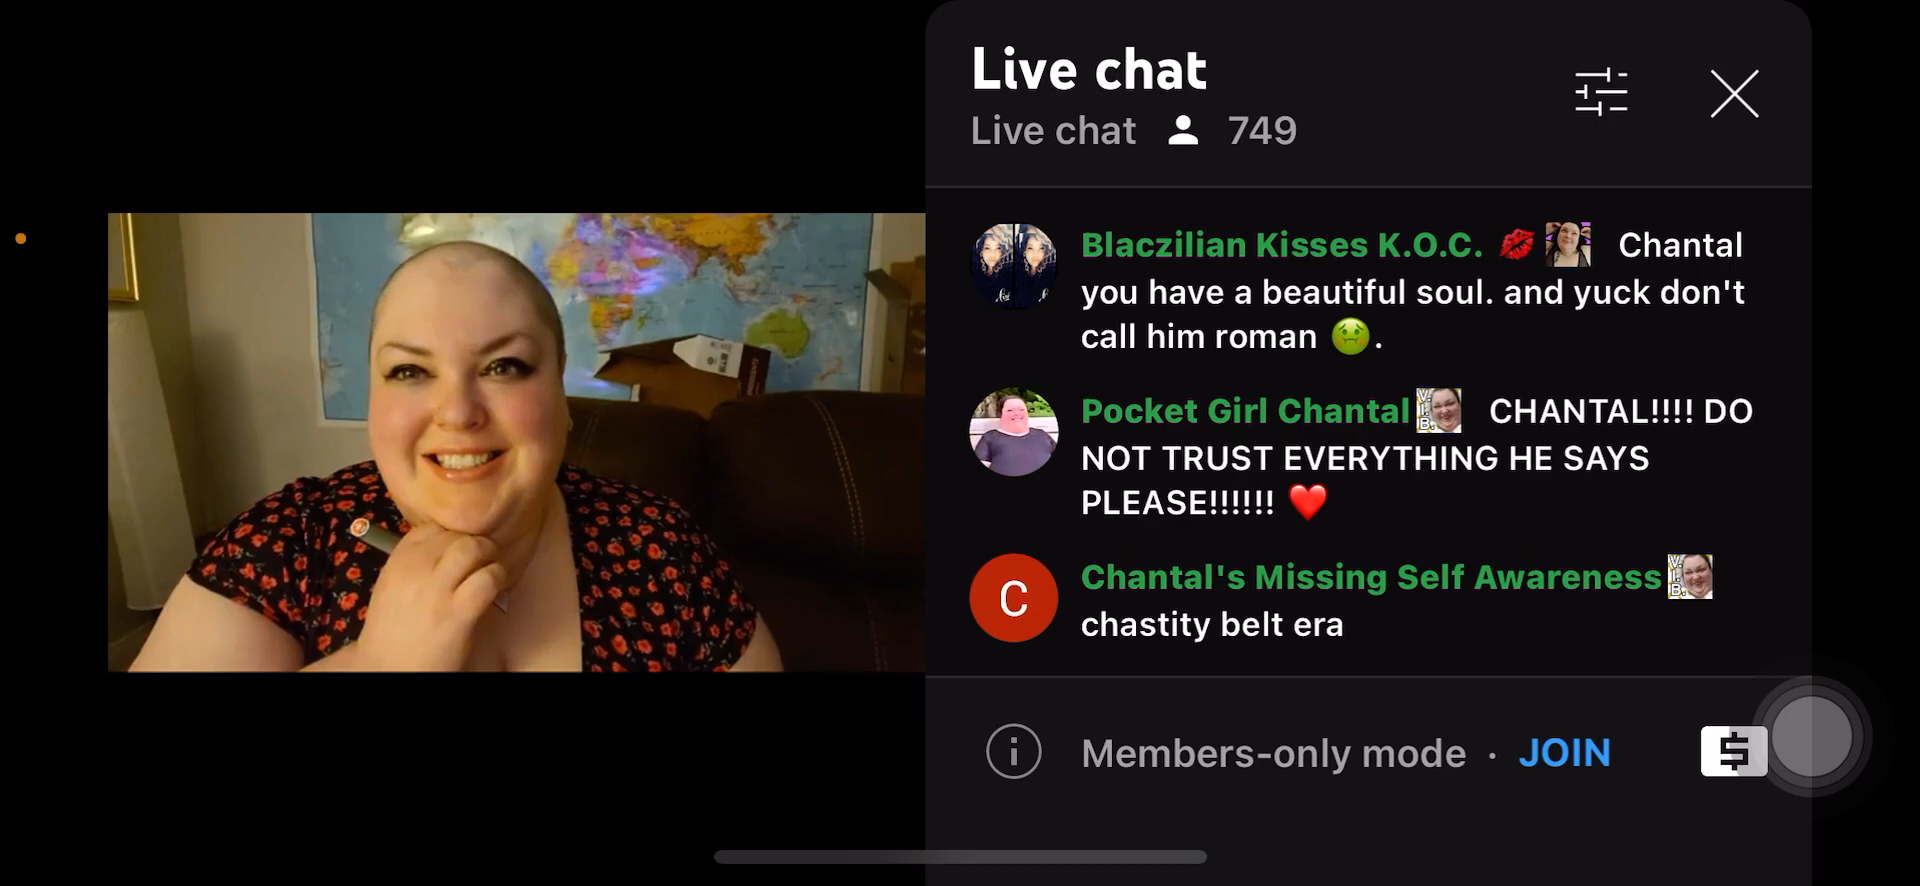 Live chat
Live chat 749
Blaczilian Kisses K.O.C. 💋 Chantal
you have a beautiful soul. and yuck don't
call him roman 🤢.
Pocket Girl Chantal CHANTAL!!!! DO
NOT TRUST EVERYTHING HE SAYS
PLEASE!!!!!! ❤️
C Chantal's Missing Self Awareness
chastity belt era
Members-only mode · JOIN